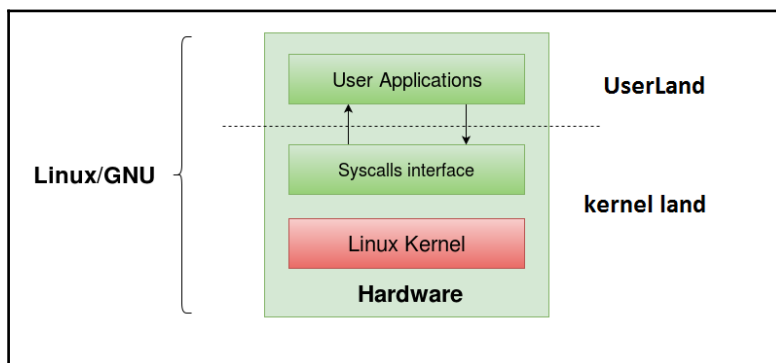 User Applications
UserLand
Linux/GNU
Syscalls interface
kernel land
Linux Kernel
Hardware